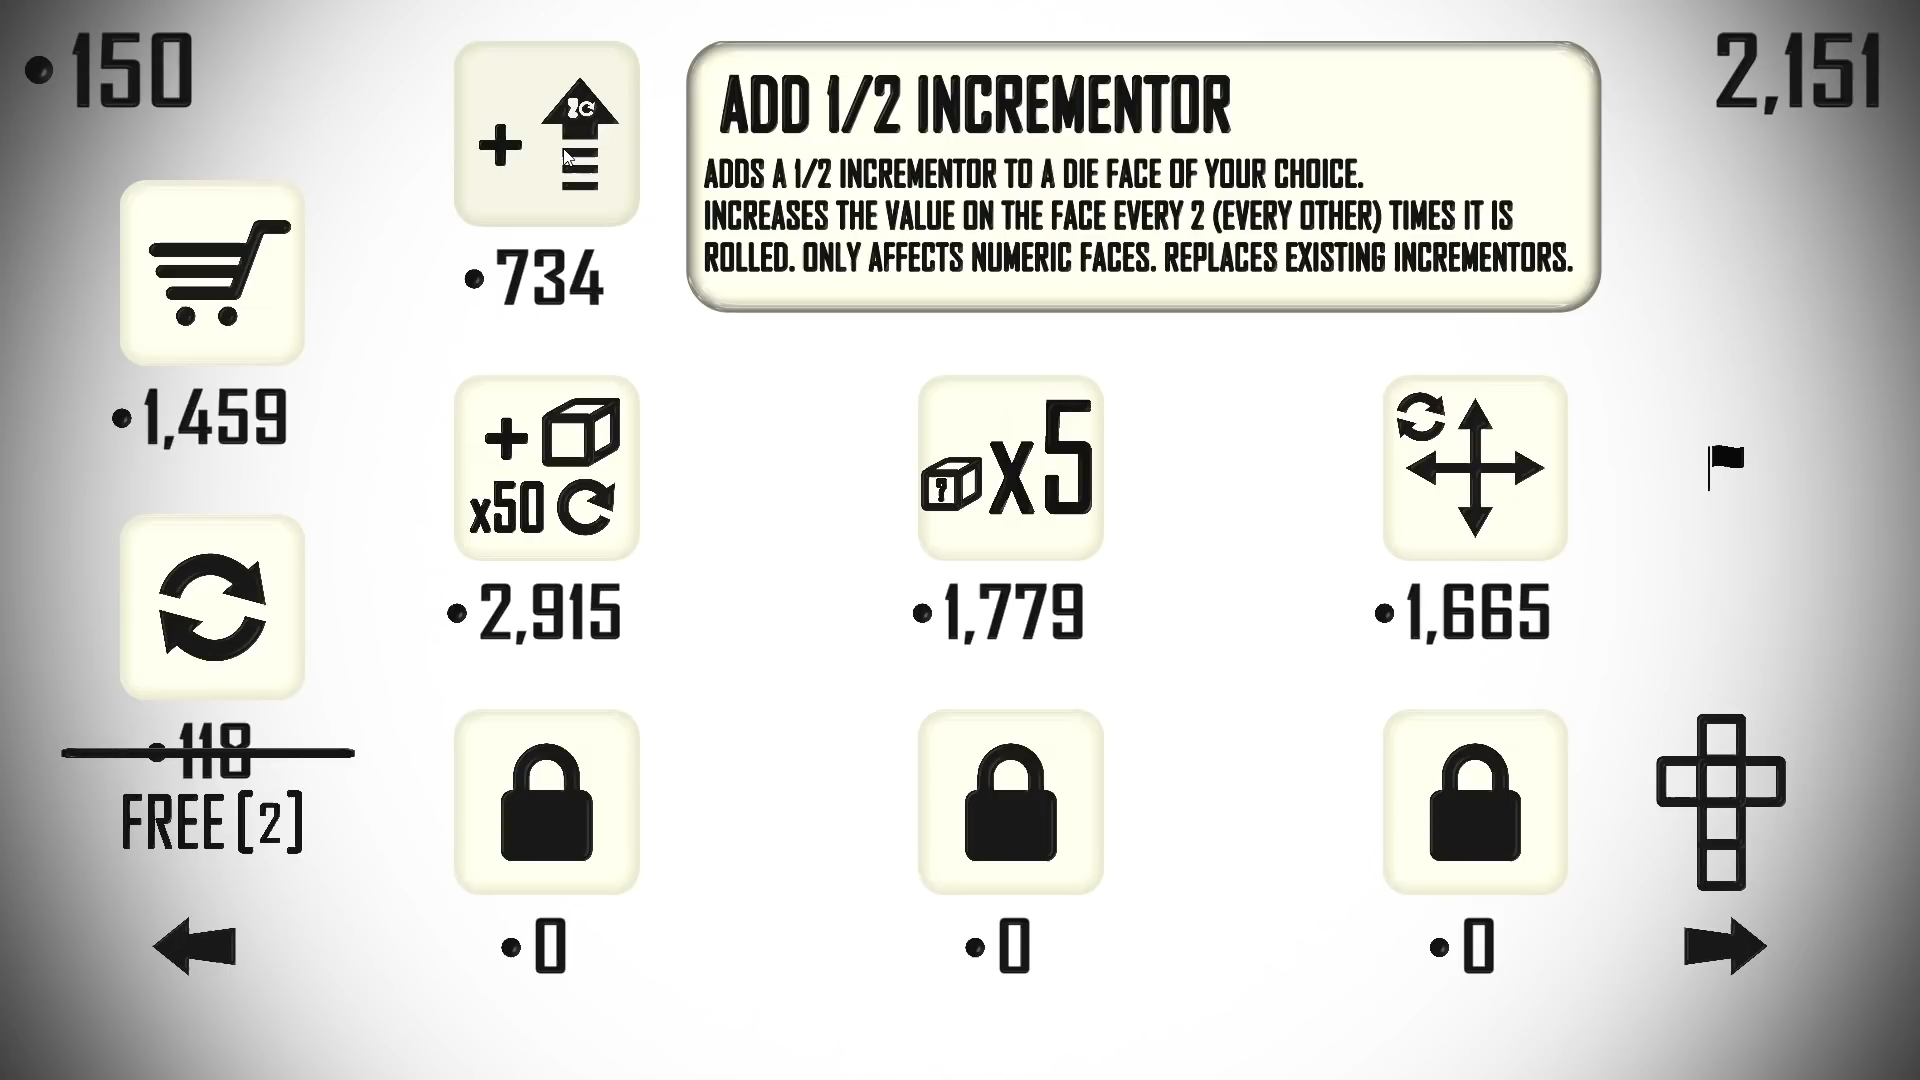 150
2,151
ADD 1/2 INCREMENTOR
ADDS A 1/2 INCREMENTOR TO A DIE FACE OF YOUR CHOICE.
INCREASES THE VALUE ON THE FACE EVERY 2 (EVERY OTHER) TIMES IT IS
ROLLED. ONLY AFFECTS NUMERIC FACES. REPLACES EXISTING INCREMENTORS.
+
734
1,459
+
x50
2,915
? x5
1,779
1,665
118
FREE [2]
0
0
0